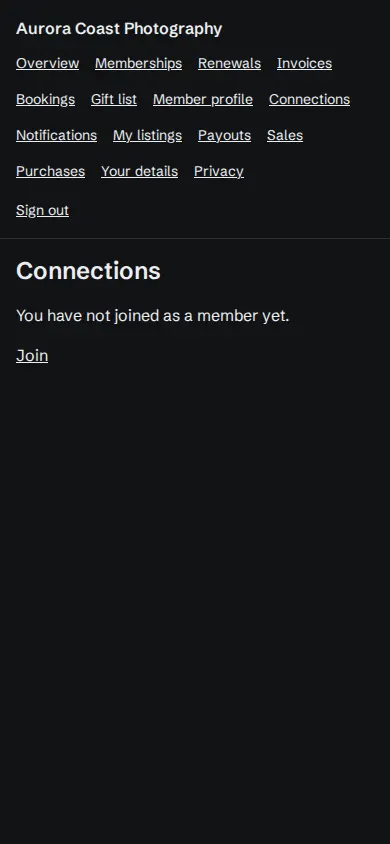 Aurora Coast Photography
Overview Memberships Renewals Invoices
Bookings Gift list Member profile Connections
Notifications My listings Payouts Sales
Purchases Your details Privacy
Sign out
Connections
You have not joined as a member yet.
Join